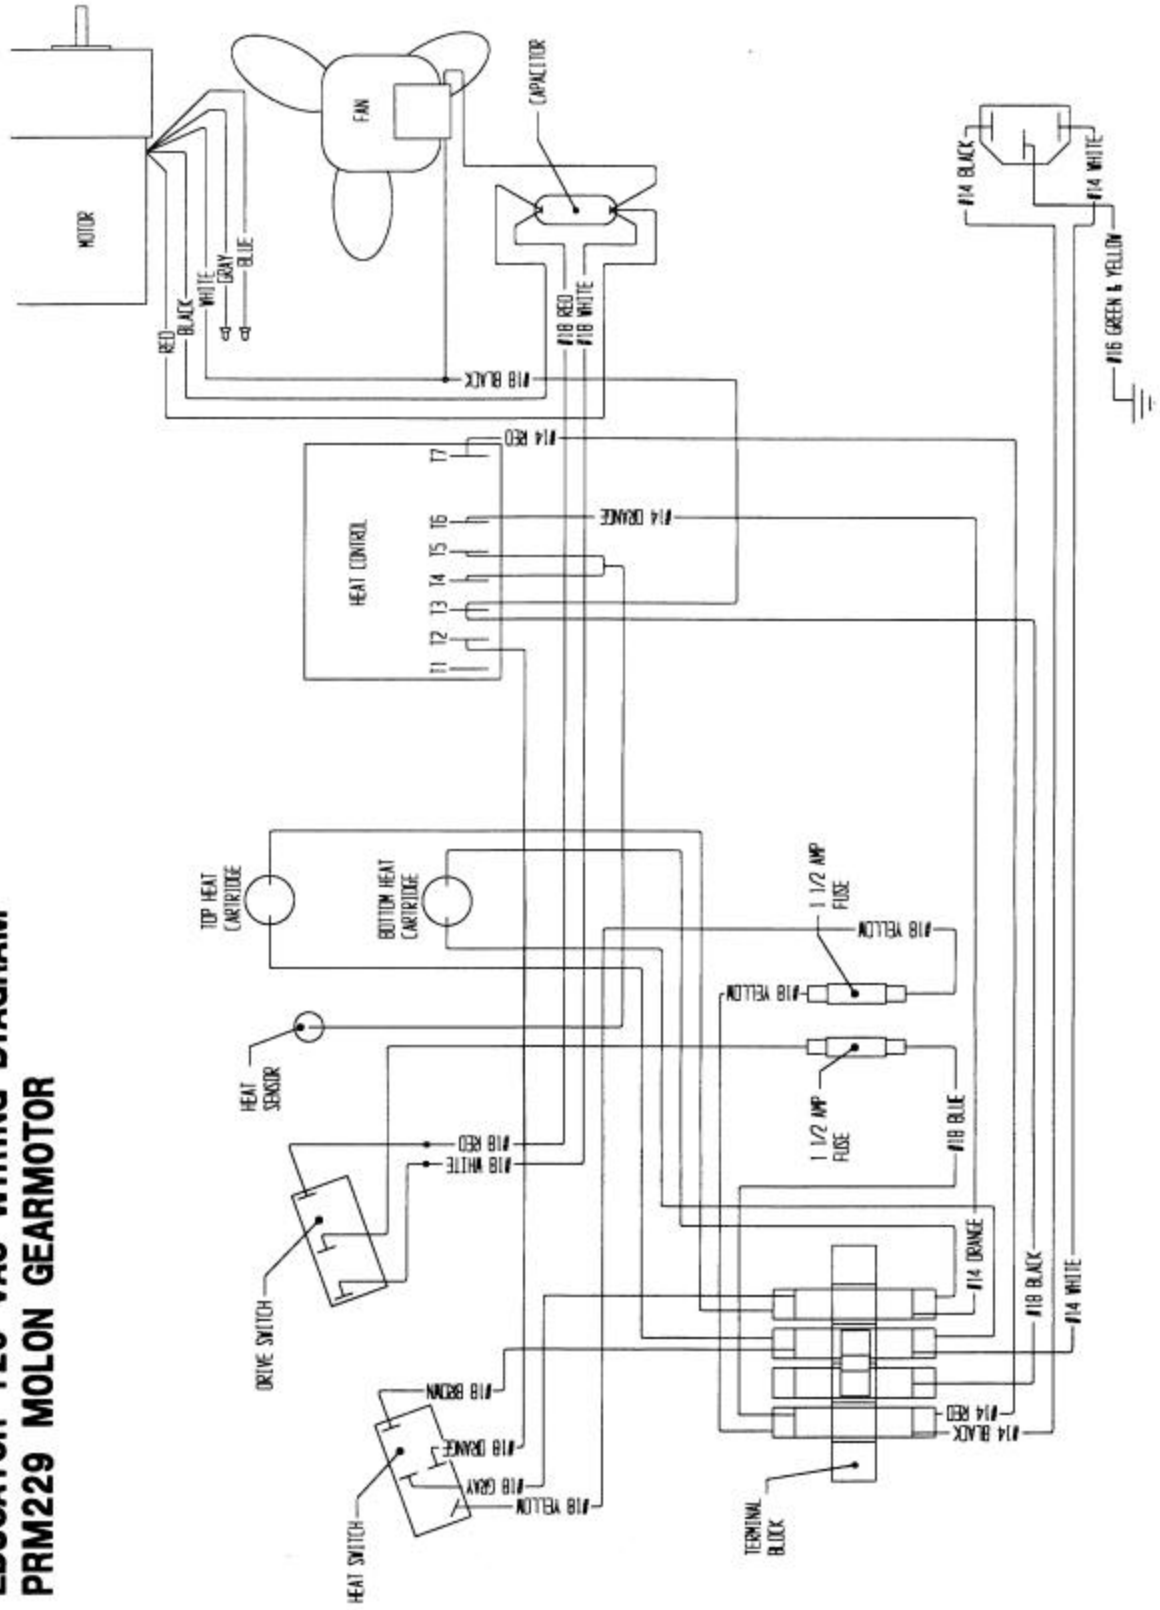 PRM229 MOLON GEARMOTOR
HEAT SWITCH
DRIVE SWITCH
HEAT
SENSOR
TOP HEAT
CARTRIDGE
BOTTOM HEAT
CARTRIDGE
HEAT CONTROL
T1
T2
T3
T4
T5
T6
T7
MOTOR
RED
BLACK
WHITE
GRAY
BLUE
FAN
CAPACITOR
#18 RED
#18 WHITE
#18 BLACK
#14 RED
#14 ORANGE
#18 RED
#18 WHITE
#18 BROWN
#18 ORANGE
#18 GRAY
#18 YELLOW
#18 YELLOW
#18 YELLOW
1 1/2 AMP
FUSE
1 1/2 AMP
FUSE
#18 BLUE
#14 ORANGE
#18 BLACK
#14 WHITE
#14 RED
#14 BLACK
TERMINAL
BLOCK
#14 BLACK
#14 WHITE
#16 GREEN & YELLOW